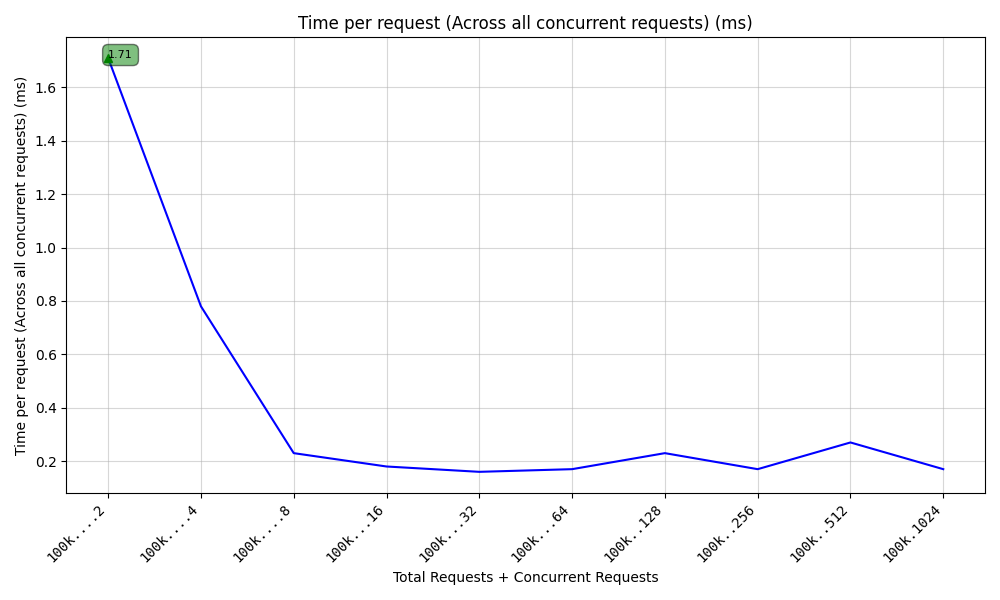 Time per request (Across all concurrent requests) (ms)
1.71
Time per request (Across all concurrent requests) (ms)
1.6
1.4
1.2
1.0
0.8
0.6
0.4
0.2
100k....2
100k....4
100k....8
100k...16
100k...32
100k...64
100k..128
100k..256
100k..512
100k.1024
Total Requests + Concurrent Requests